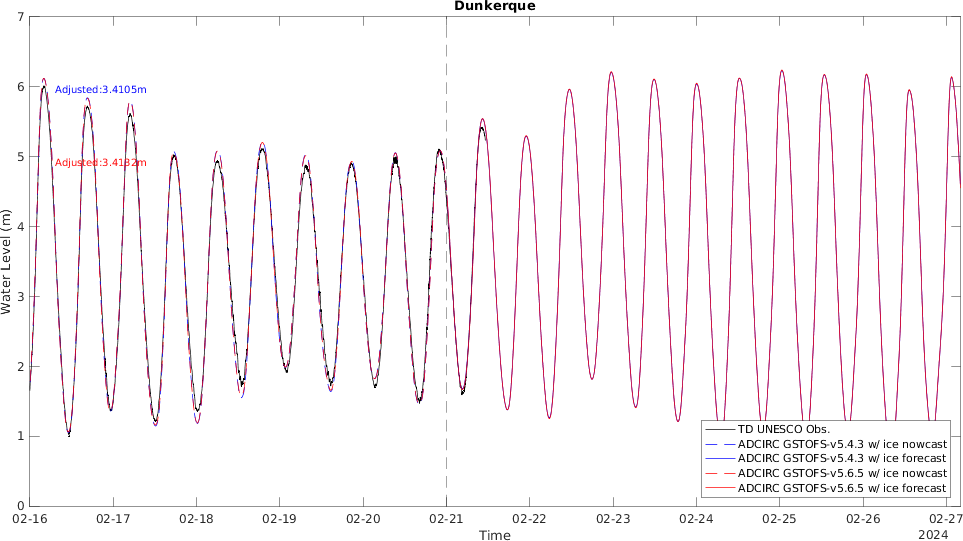 Dunkerque
7
6
5
4
3
2
1
0
Water Level (m)
Adjusted:3.4105m
Adjusted:3.4132m
TD UNESCO Obs.
ADCIRC GSTOFS-v5.4.3 w/ ice nowcast
ADCIRC GSTOFS-v5.4.3 w/ ice forecast
ADCIRC GSTOFS-v5.6.5 w/ ice nowcast
ADCIRC GSTOFS-v5.6.5 w/ ice forecast
02-16 02-17 02-18 02-19 02-20 02-21 02-22 02-23 02-24 02-25 02-26 02-27
Time
2024